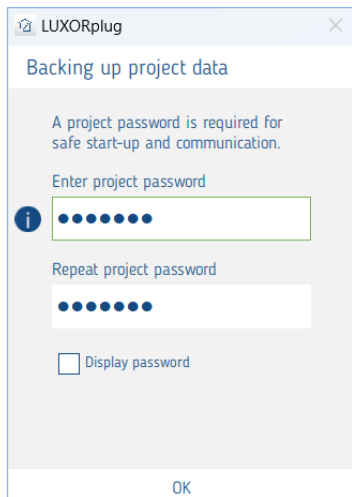 LUXORplug
Backing up project data
A project password is required for
safe start-up and communication.
Enter project password
Repeat project password
Display password
OK